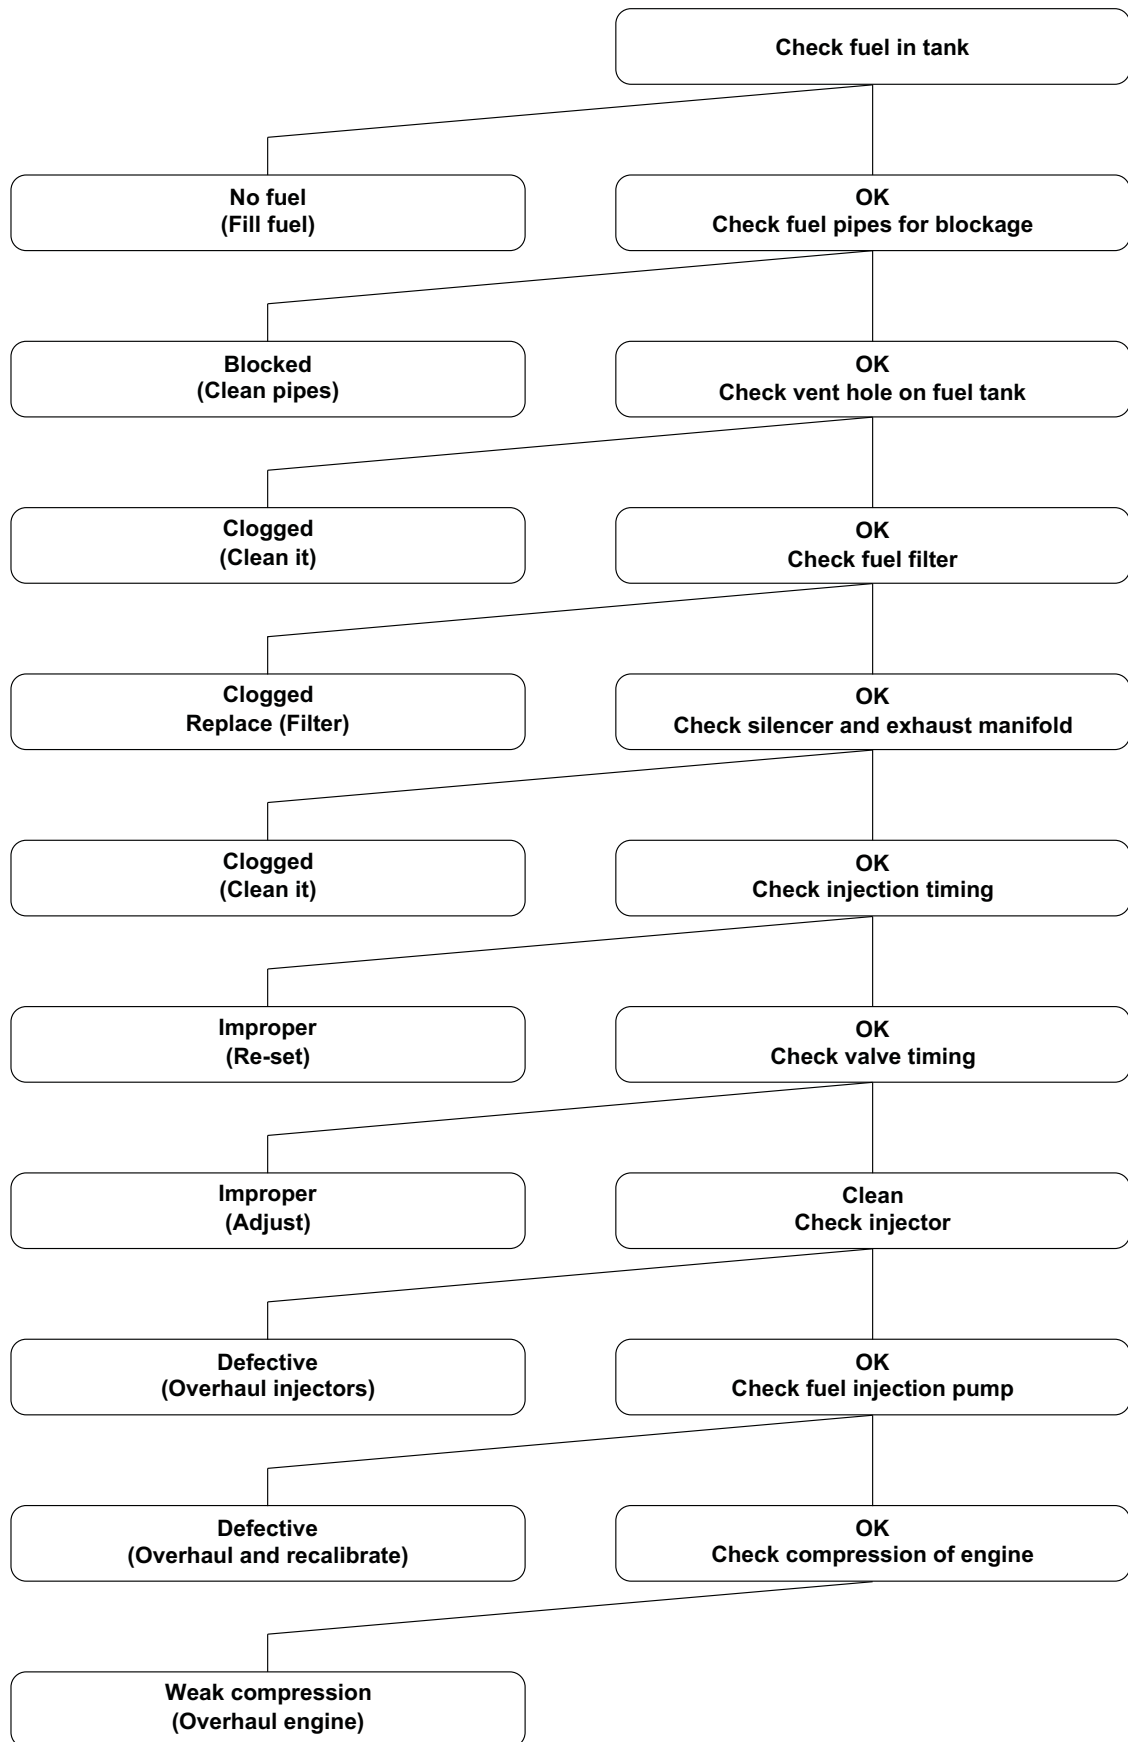 Check fuel in tank
No fuel
(Fill fuel)
OK
Check fuel pipes for blockage
Blocked
(Clean pipes)
OK
Check vent hole on fuel tank
Clogged
(Clean it)
OK
Check fuel filter
Clogged
Replace (Filter)
OK
Check silencer and exhaust manifold
Clogged
(Clean it)
OK
Check injection timing
Improper
(Re-set)
OK
Check valve timing
Improper
(Adjust)
Clean
Check injector
Defective
(Overhaul injectors)
OK
Check fuel injection pump
Defective
(Overhaul and recalibrate)
OK
Check compression of engine
Weak compression
(Overhaul engine)